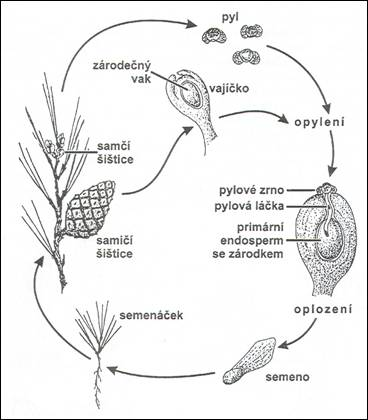 pyl
zárodečný
vak
vajíčko
opylení
samčí
šištice
pylové zrno
pylová láčka
samičí
šištice
primární
endosperm
se zárodkem
oplození
semenáček
semeno